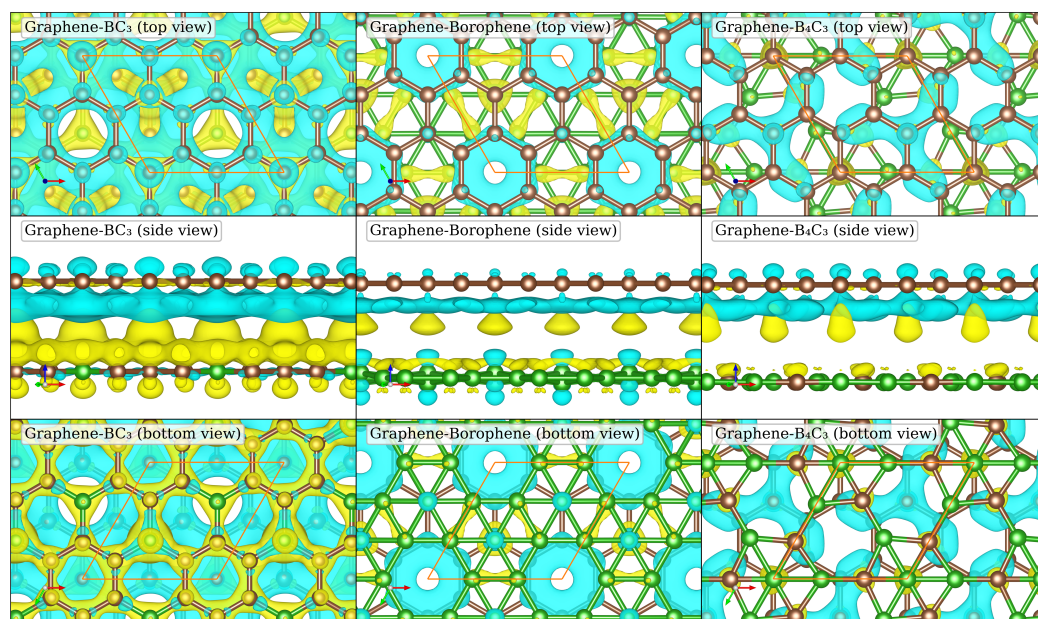 Graphene-BC₃ (top view)
Graphene-Borophene (top view)
Graphene-B₄C₃ (top view)
Graphene-BC₃ (side view)
Graphene-Borophene (side view)
Graphene-B₄C₃ (side view)
Graphene-BC₃ (bottom view)
Graphene-Borophene (bottom view)
Graphene-B₄C₃ (bottom view)